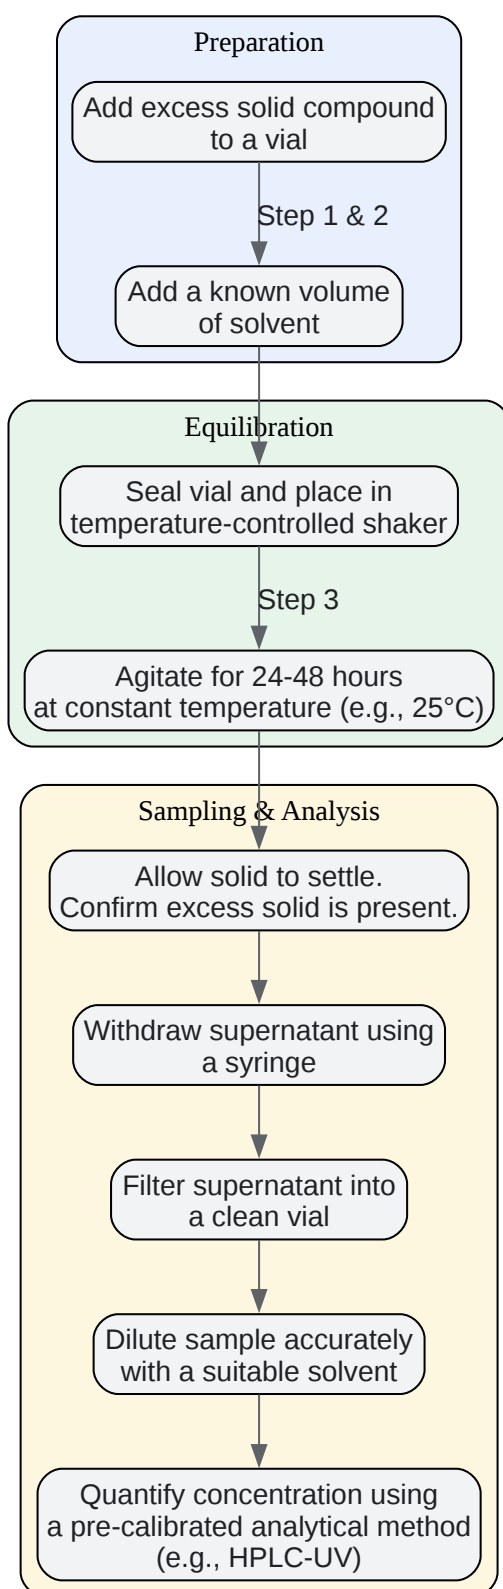 Preparation
Add excess solid compound
to a vial
Step 1 & 2
Add a known volume
of solvent
Equilibration
Seal vial and place in
temperature-controlled shaker
Step 3
Agitate for 24-48 hours
at constant temperature (e.g., 25°C)
Sampling & Analysis
Allow solid to settle.
Confirm excess solid is present.
Withdraw supernatant using
a syringe
Filter supernatant into
a clean vial
Dilute sample accurately
with a suitable solvent
Quantify concentration using
a pre-calibrated analytical method
(e.g., HPLC-UV)